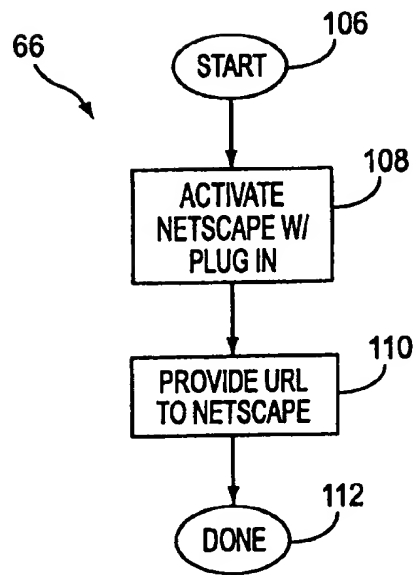 106
START
66
108
ACTIVATE
NETSCAPE W/
PLUG IN
110
PROVIDE URL
TO NETSCAPE
112
DONE